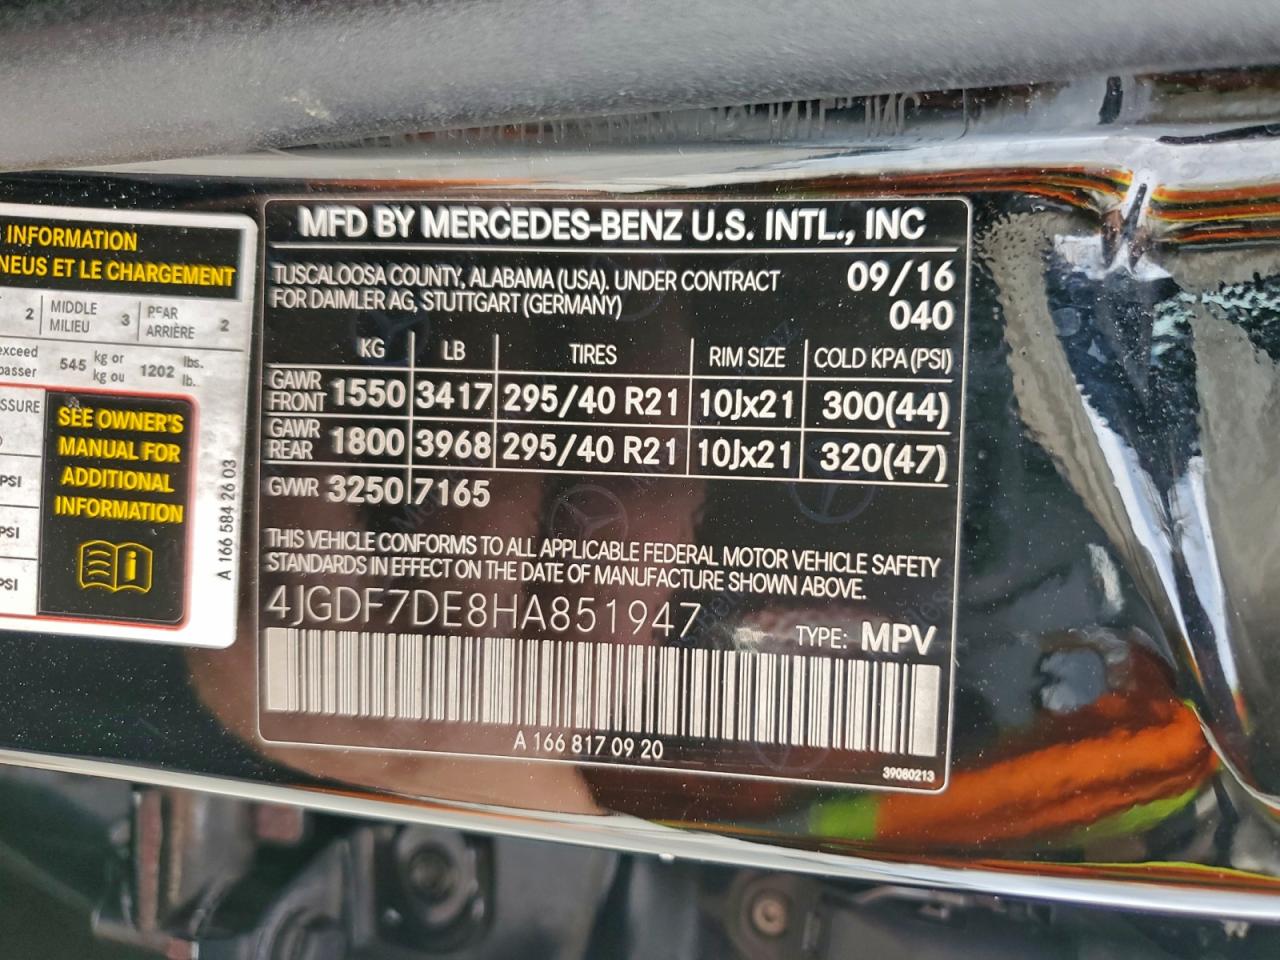 INFORMATION
NEUS ET LE CHARGEMENT
2 MIDDLE MILIEU 3 REAR ARRIÈRE 2
exceed
passer 545 kg or kg ou 1202 lbs. lb.
SSURE
SEE OWNER'S
MANUAL FOR
ADDITIONAL
INFORMATION
PSI
PSI
PSI
A 166 584 26 03
MFD BY MERCEDES-BENZ U.S. INTL., INC
TUSCALOOSA COUNTY, ALABAMA (USA). UNDER CONTRACT
FOR DAIMLER AG, STUTTGART (GERMANY)
09/16
040
KG LB TIRES RIM SIZE COLD KPA (PSI)
GAWR FRONT 1550 3417 295/40 R21 10Jx21 300(44)
GAWR REAR 1800 3968 295/40 R21 10Jx21 320(47)
GVWR 3250 7165
THIS VEHICLE CONFORMS TO ALL APPLICABLE FEDERAL MOTOR VEHICLE SAFETY
STANDARDS IN EFFECT ON THE DATE OF MANUFACTURE SHOWN ABOVE.
4JGDF7DE8HA851947
TYPE: MPV
A 166 817 09 20
39080213